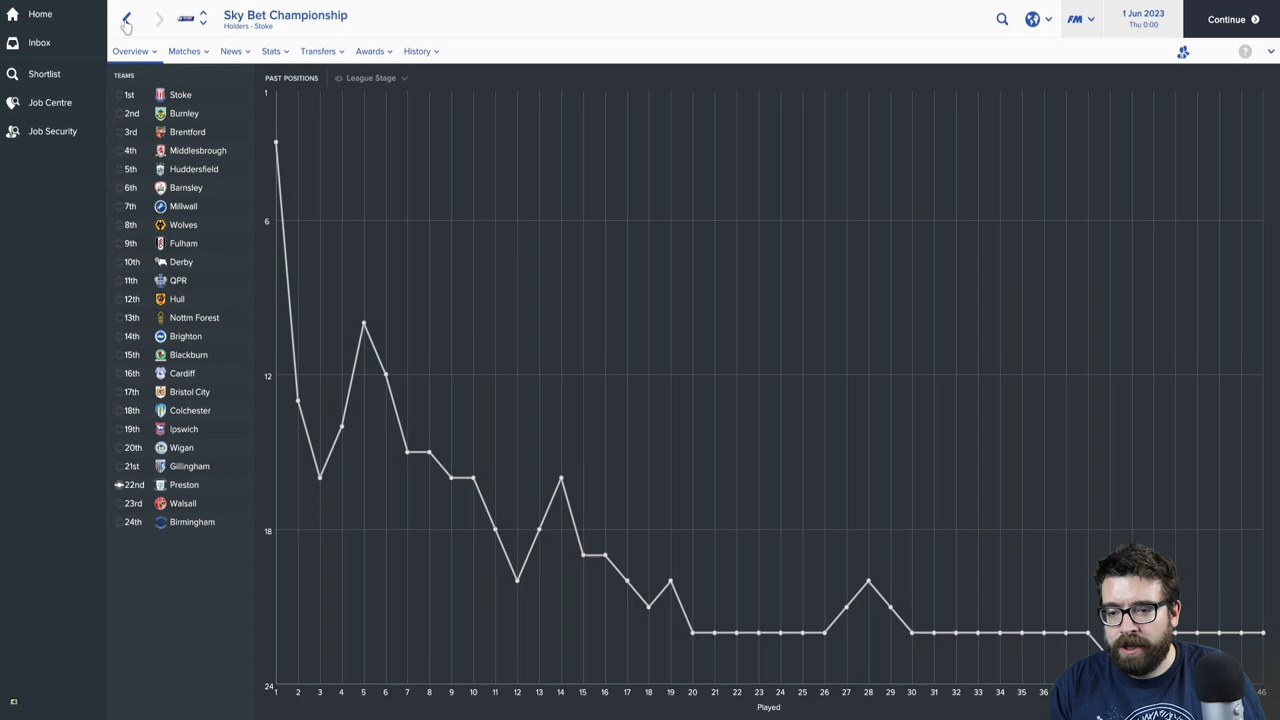 Home
Inbox
Shortlist
Job Centre
Job Security
Sky Bet Championship
Holders - Stoke
FM
1 Jun 2023
Thu 0:00
Continue
Overview
Matches
News
Stats
Transfers
Awards
History
?
TEAMS
1st Stoke
2nd Burnley
3rd Brentford
4th Middlesbrough
5th Huddersfield
6th Barnsley
7th Millwall
8th Wolves
9th Fulham
10th Derby
11th QPR
12th Hull
13th Nottm Forest
14th Brighton
15th Blackburn
16th Cardiff
17th Bristol City
18th Colchester
19th Ipswich
20th Wigan
21st Gillingham
22nd Preston
23rd Walsall
24th Birmingham
PAST POSITIONS
League Stage
1
6
12
18
24
1 2 3 4 5 6 7 8 9 10 11 12 13 14 15 16 17 18 19 20 21 22 23 24 25 26 27 28 29 30 31 32 33 34 35 36 46
Played